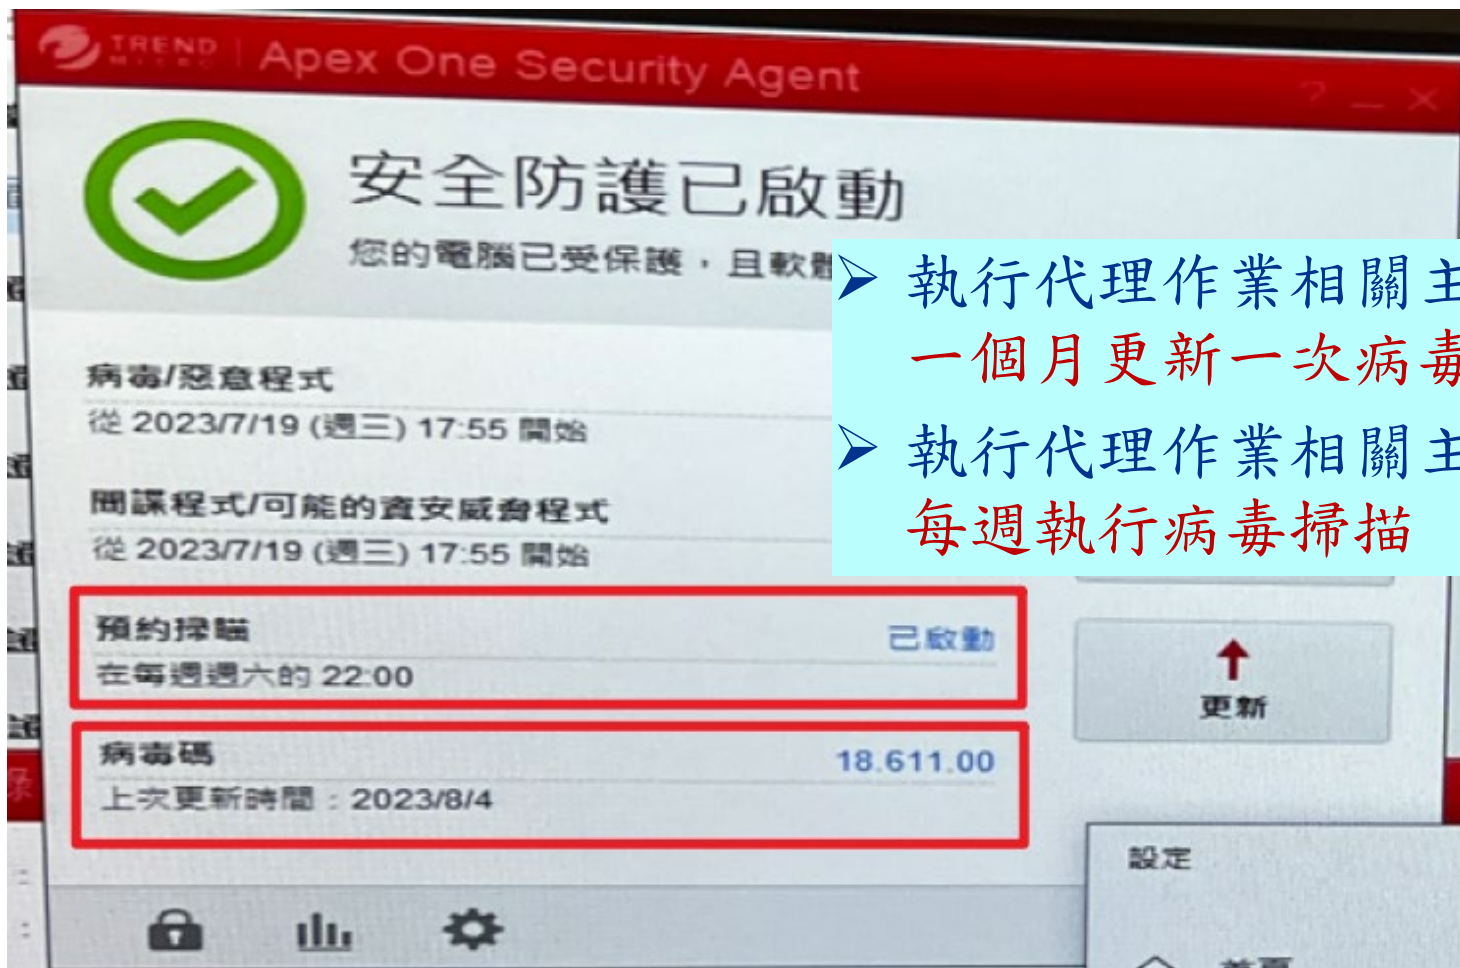 TREND MICRO | Apex One Security Agent
安全防護已啟動
您的電腦已受保護，且軟體
➢ 執行代理作業相關主
一個月更新一次病毒
➢ 執行代理作業相關主
每週執行病毒掃描
病毒/惡意程式
從 2023/7/19 (週三) 17:55 開始
間諜程式/可能的資安威脅程式
從 2023/7/19 (週三) 17:55 開始
預約掃瞄 已啟動
在每週週六的 22:00
更新
病毒碼 18.611.00
上次更新時間：2023/8/4
設定